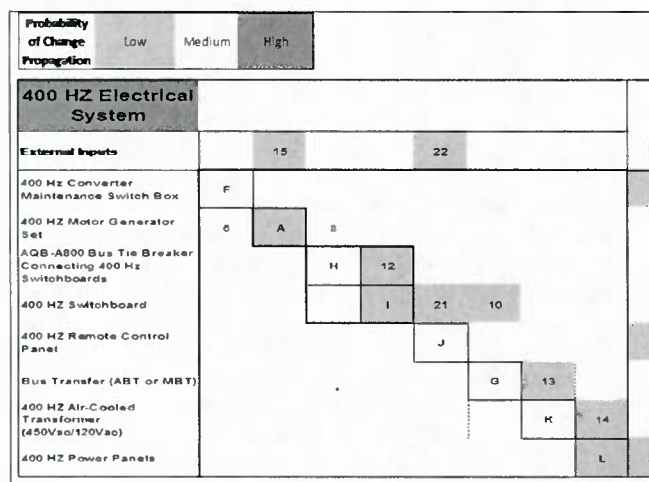 Probability
of Change
Propagation
Low
Medium
High
400 HZ Electrical
System
External Inputs
15
22
400 Hz Converter
Maintenance Switch Box
F
400 HZ Motor Generator
Set
6
A
8
AQB-A800 Bus Tie Breaker
Connecting 400 Hz
Switchboards
H
12
400 HZ Switchboard
I
21
10
400 HZ Remote Control
Panel
J
Bus Transfer (ABT or MBT)
G
13
400 HZ Air-Cooled
Transformer
(450Vac/120Vac)
K
14
400 HZ Power Panels
L